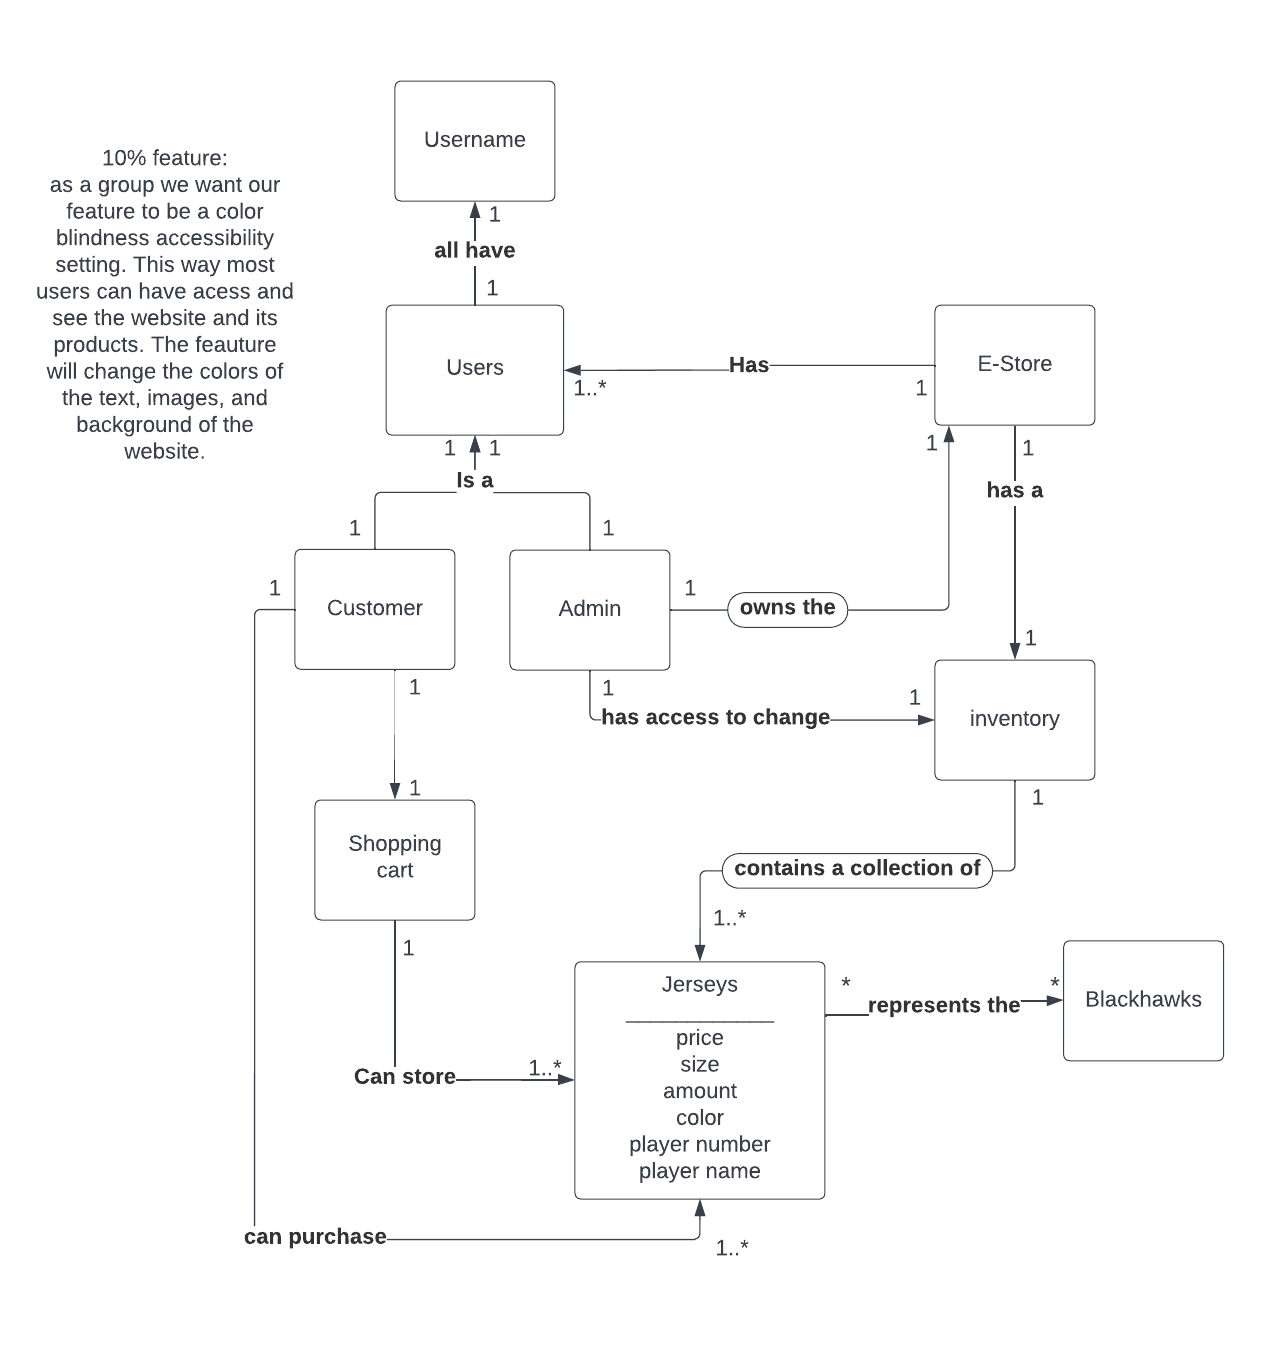 Username
10% feature:
as a group we want our
feature to be a color
blindness accessibility
setting. This way most
users can have acess and
see the website and its
products. The feauture
will change the colors of
the text, images, and
background of the
website.
1
all have
1
Users
E-Store
Has
1..*
1
1 1
Is a
1
1
has a
1
1
Customer
1
Admin
1
owns the
1
1
1
has access to change
1
inventory
1
1
Shopping
cart
1
contains a collection of
1..*
1
Jerseys
price
size
amount
color
player number
player name
*
represents the
*
Blackhawks
Can store
1..*
can purchase
1..*